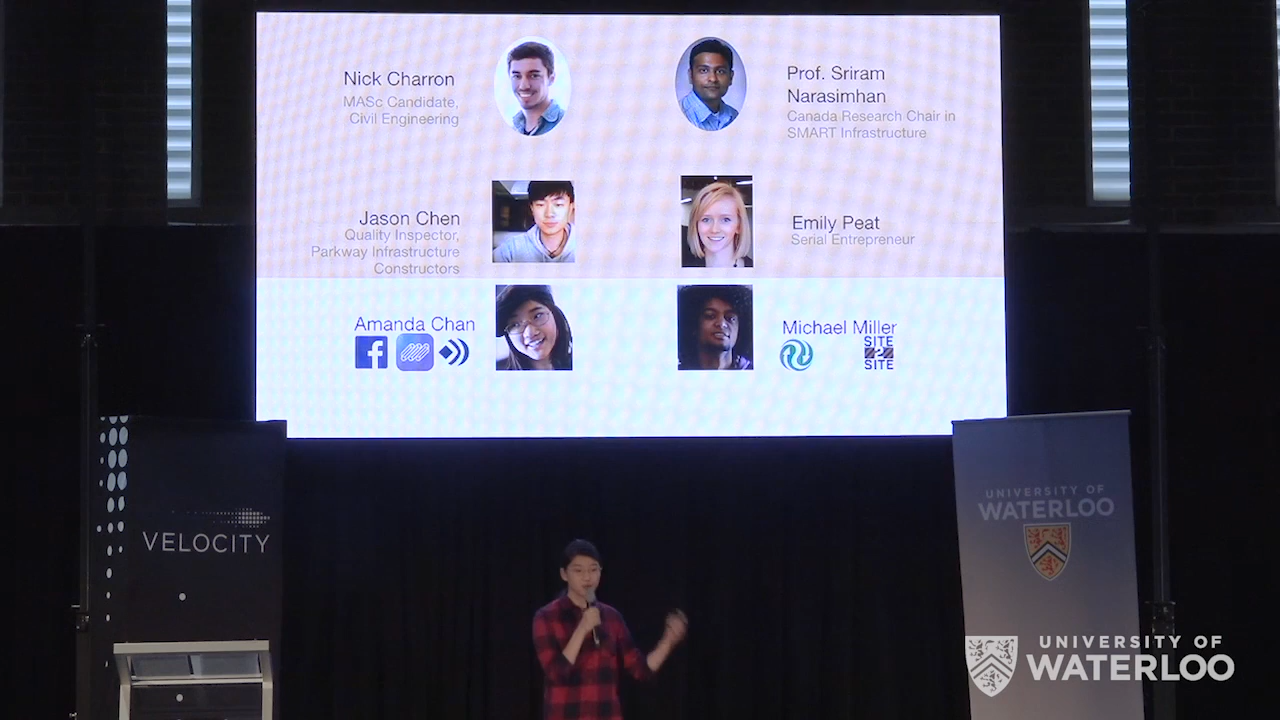 Nick Charron
MASc Candidate,
Civil Engineering
Prof. Sriram
Narasimhan
Canada Research Chair in
SMART Infrastructure
Jason Chen
Quality Inspector,
Parkway Infrastructure
Constructors
Emily Peat
Serial Entrepreneur
Amanda Chan
f
Michael Miller
SITE
2
SITE
VELOCITY
UNIVERSITY OF
WATERLOO
UNIVERSITY OF
WATERLOO